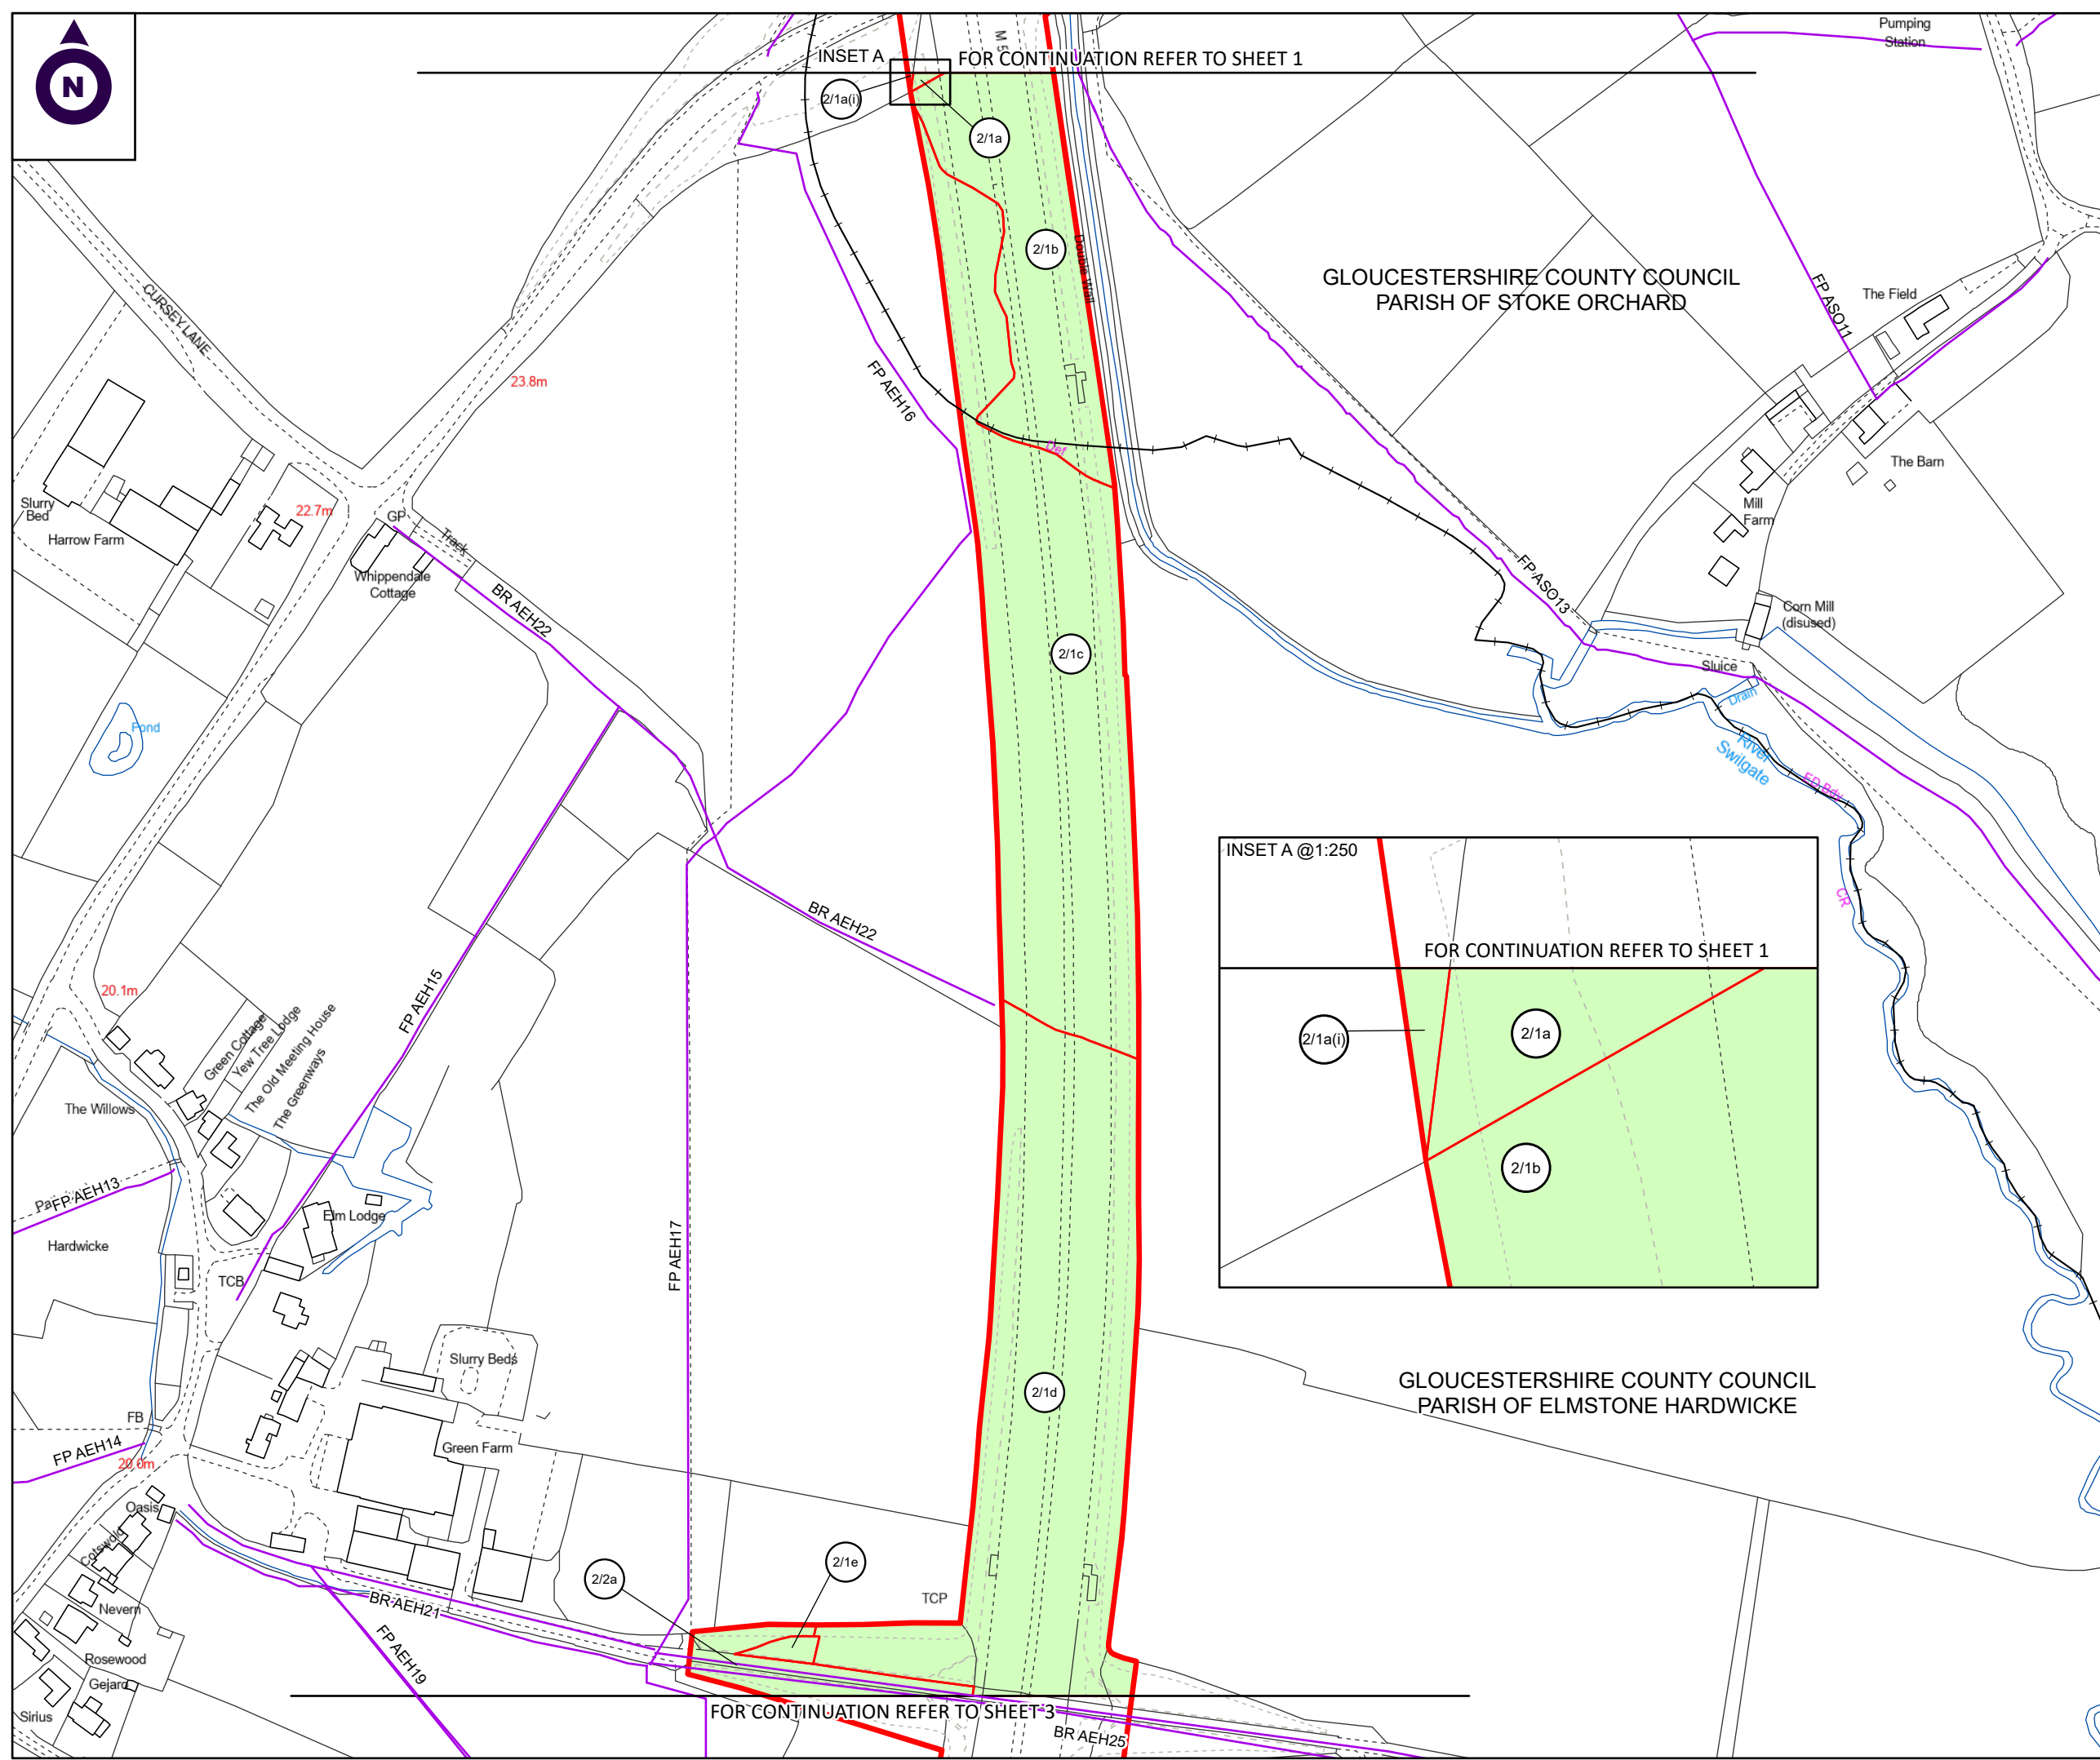 N
INSET A
M 5
FOR CONTINUATION REFER TO SHEET 1
Pumping
Station
2/1a(i)
2/1a
2/1b
Double Wall
GLOUCESTERSHIRE COUNTY COUNCIL
PARISH OF STOKE ORCHARD
FP ASO11
The Field
CURSEY LANE
23.8m
FP AEH16
Def
The Barn
Slurry
Bed
Harrow Farm
22.7m
GP
Track
Whippendale
Cottage
BR AEH22
Mill
Farm
FP ASO13
Corn Mill
(disused)
2/1c
Sluice
Drain
River
Swilgate
ED Bdy
Pond
CR
INSET A @1:250
FOR CONTINUATION REFER TO SHEET 1
2/1a(i)
2/1a
2/1b
BR AEH22
FP AEH15
20.1m
Green Cottage
Yew Tree Lodge
The Old Meeting House
The Greenways
The Willows
FP AEH13
Hardwicke
Elm Lodge
TCB
FP AEH17
Slurry Beds
2/1d
GLOUCESTERSHIRE COUNTY COUNCIL
PARISH OF ELMSTONE HARDWICKE
FB
FP AEH14
20.0m
Green Farm
Oasis
Cotswold
2/2a
2/1e
TCP
Nevern
BR AEH21
FP AEH19
Rosewood
Gejard
Sirius
FOR CONTINUATION REFER TO SHEET 3
BR AEH25